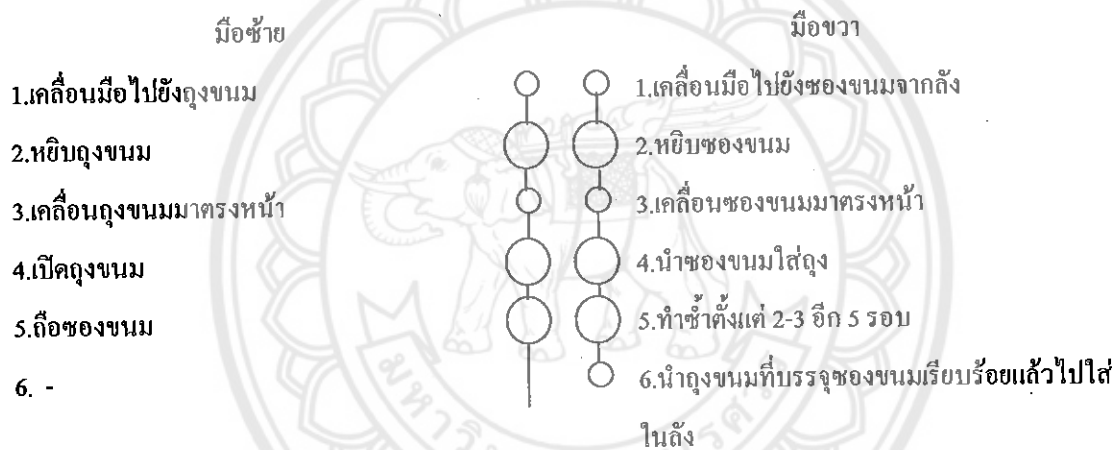 มือซ้าย มือขวา
1.เคลื่อนมือไปยังถุงขนม 1.เคลื่อนมือไปยังซองขนมจากลัง
2.หยิบถุงขนม 2.หยิบซองขนม
3.เคลื่อนถุงขนมมาตรงหน้า 3.เคลื่อนซองขนมมาตรงหน้า
4.เปิดถุงขนม 4.นำซองขนมใส่ถุง
5.ถือซองขนม 5.ทำซ้ำตั้งแต่ 2-3 อีก 5 รอบ
6. - 6.นำถุงขนมที่บรรจุซองขนมเรียบร้อยแล้วไปใส่
ในลัง